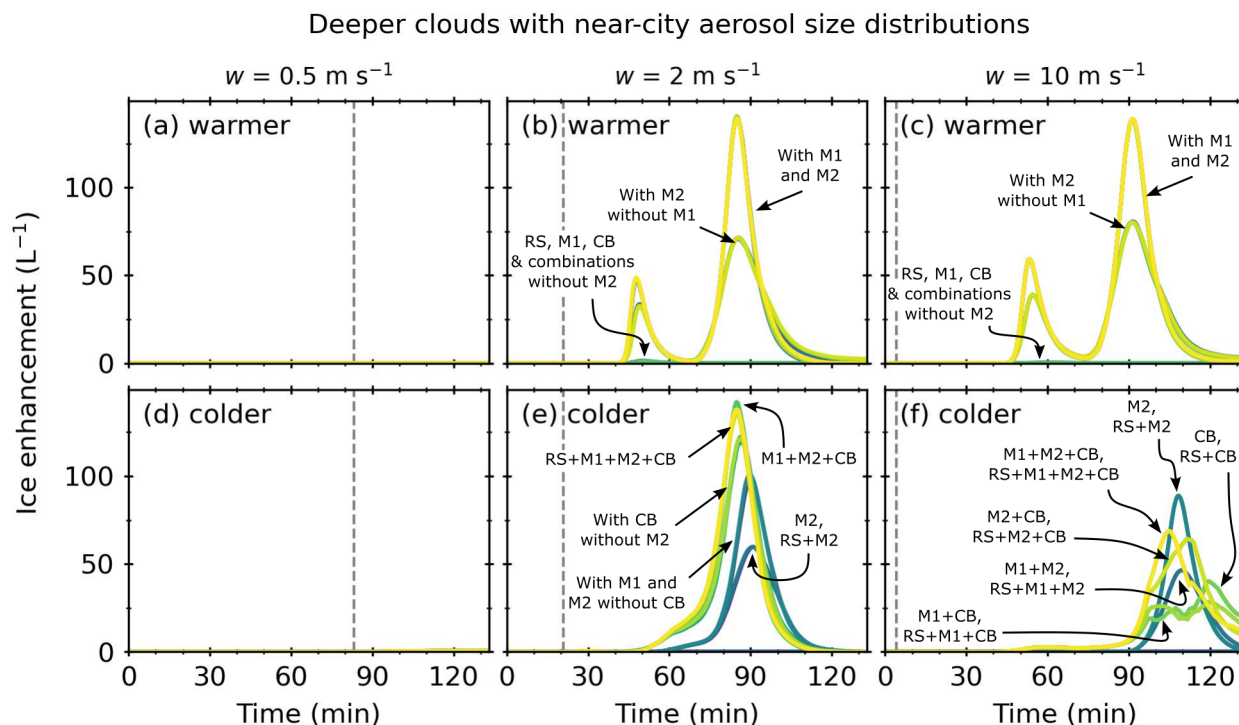 Deeper clouds with near-city aerosol size distributions
w = 0.5 m s⁻¹
w = 2 m s⁻¹
w = 10 m s⁻¹
Ice enhancement (L⁻¹)
100
50
0
(a) warmer
(b) warmer
With M1
and M2
With M2
without M1
RS, M1, CB
& combinations
without M2
(c) warmer
With M1
and M2
With M2
without M1
RS, M1, CB
& combinations
without M2
100
50
0
(d) colder
(e) colder
RS+M1+M2+CB
M1+M2+CB
With CB
without M2
M2,
RS+M2
With M1 and
M2 without CB
(f) colder
M2,
RS+M2
CB,
RS+CB
M1+M2+CB,
RS+M1+M2+CB
M2+CB,
RS+M2+CB
M1+M2,
RS+M1+M2
M1+CB,
RS+M1+CB
0 30 60 90 120
0 30 60 90 120
0 30 60 90 120
Time (min)
Time (min)
Time (min)